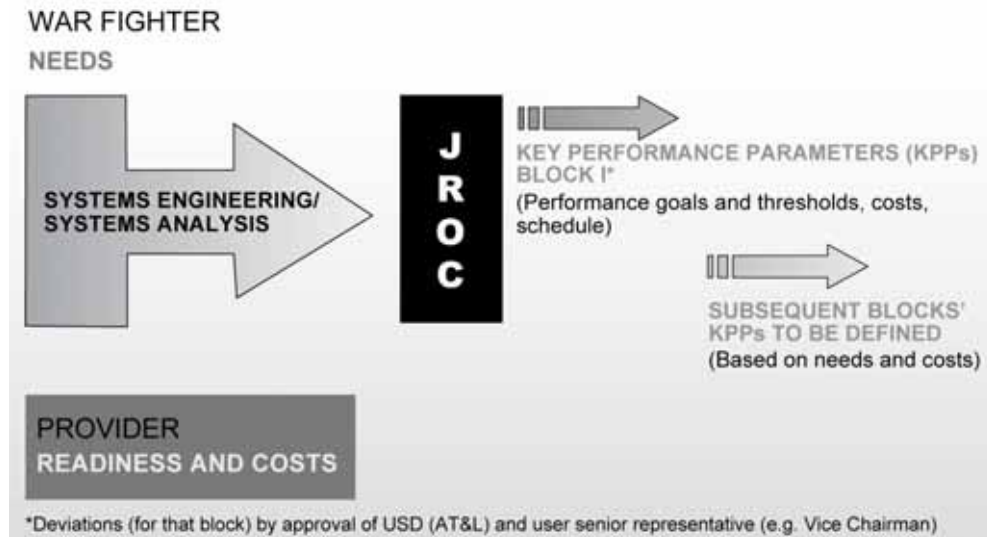 WAR FIGHTER
NEEDS
SYSTEMS ENGINEERING/
SYSTEMS ANALYSIS
J
R
O
C
KEY PERFORMANCE PARAMETERS (KPPs)
BLOCK I*
(Performance goals and thresholds, costs,
schedule)
SUBSEQUENT BLOCKS'
KPPs TO BE DEFINED
(Based on needs and costs)
PROVIDER
READINESS AND COSTS
*Deviations (for that block) by approval of USD (AT&L) and user senior representative (e.g. Vice Chairman)